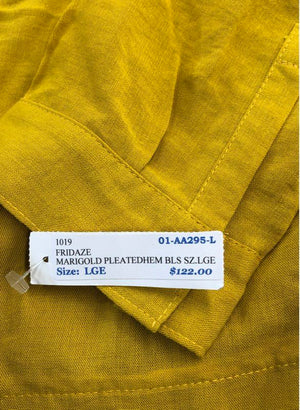 1019 01-AA295-L
FRIDAZE
MARIGOLD PLEATEDHEM BLS SZ.LGE
Size: LGE $122.00